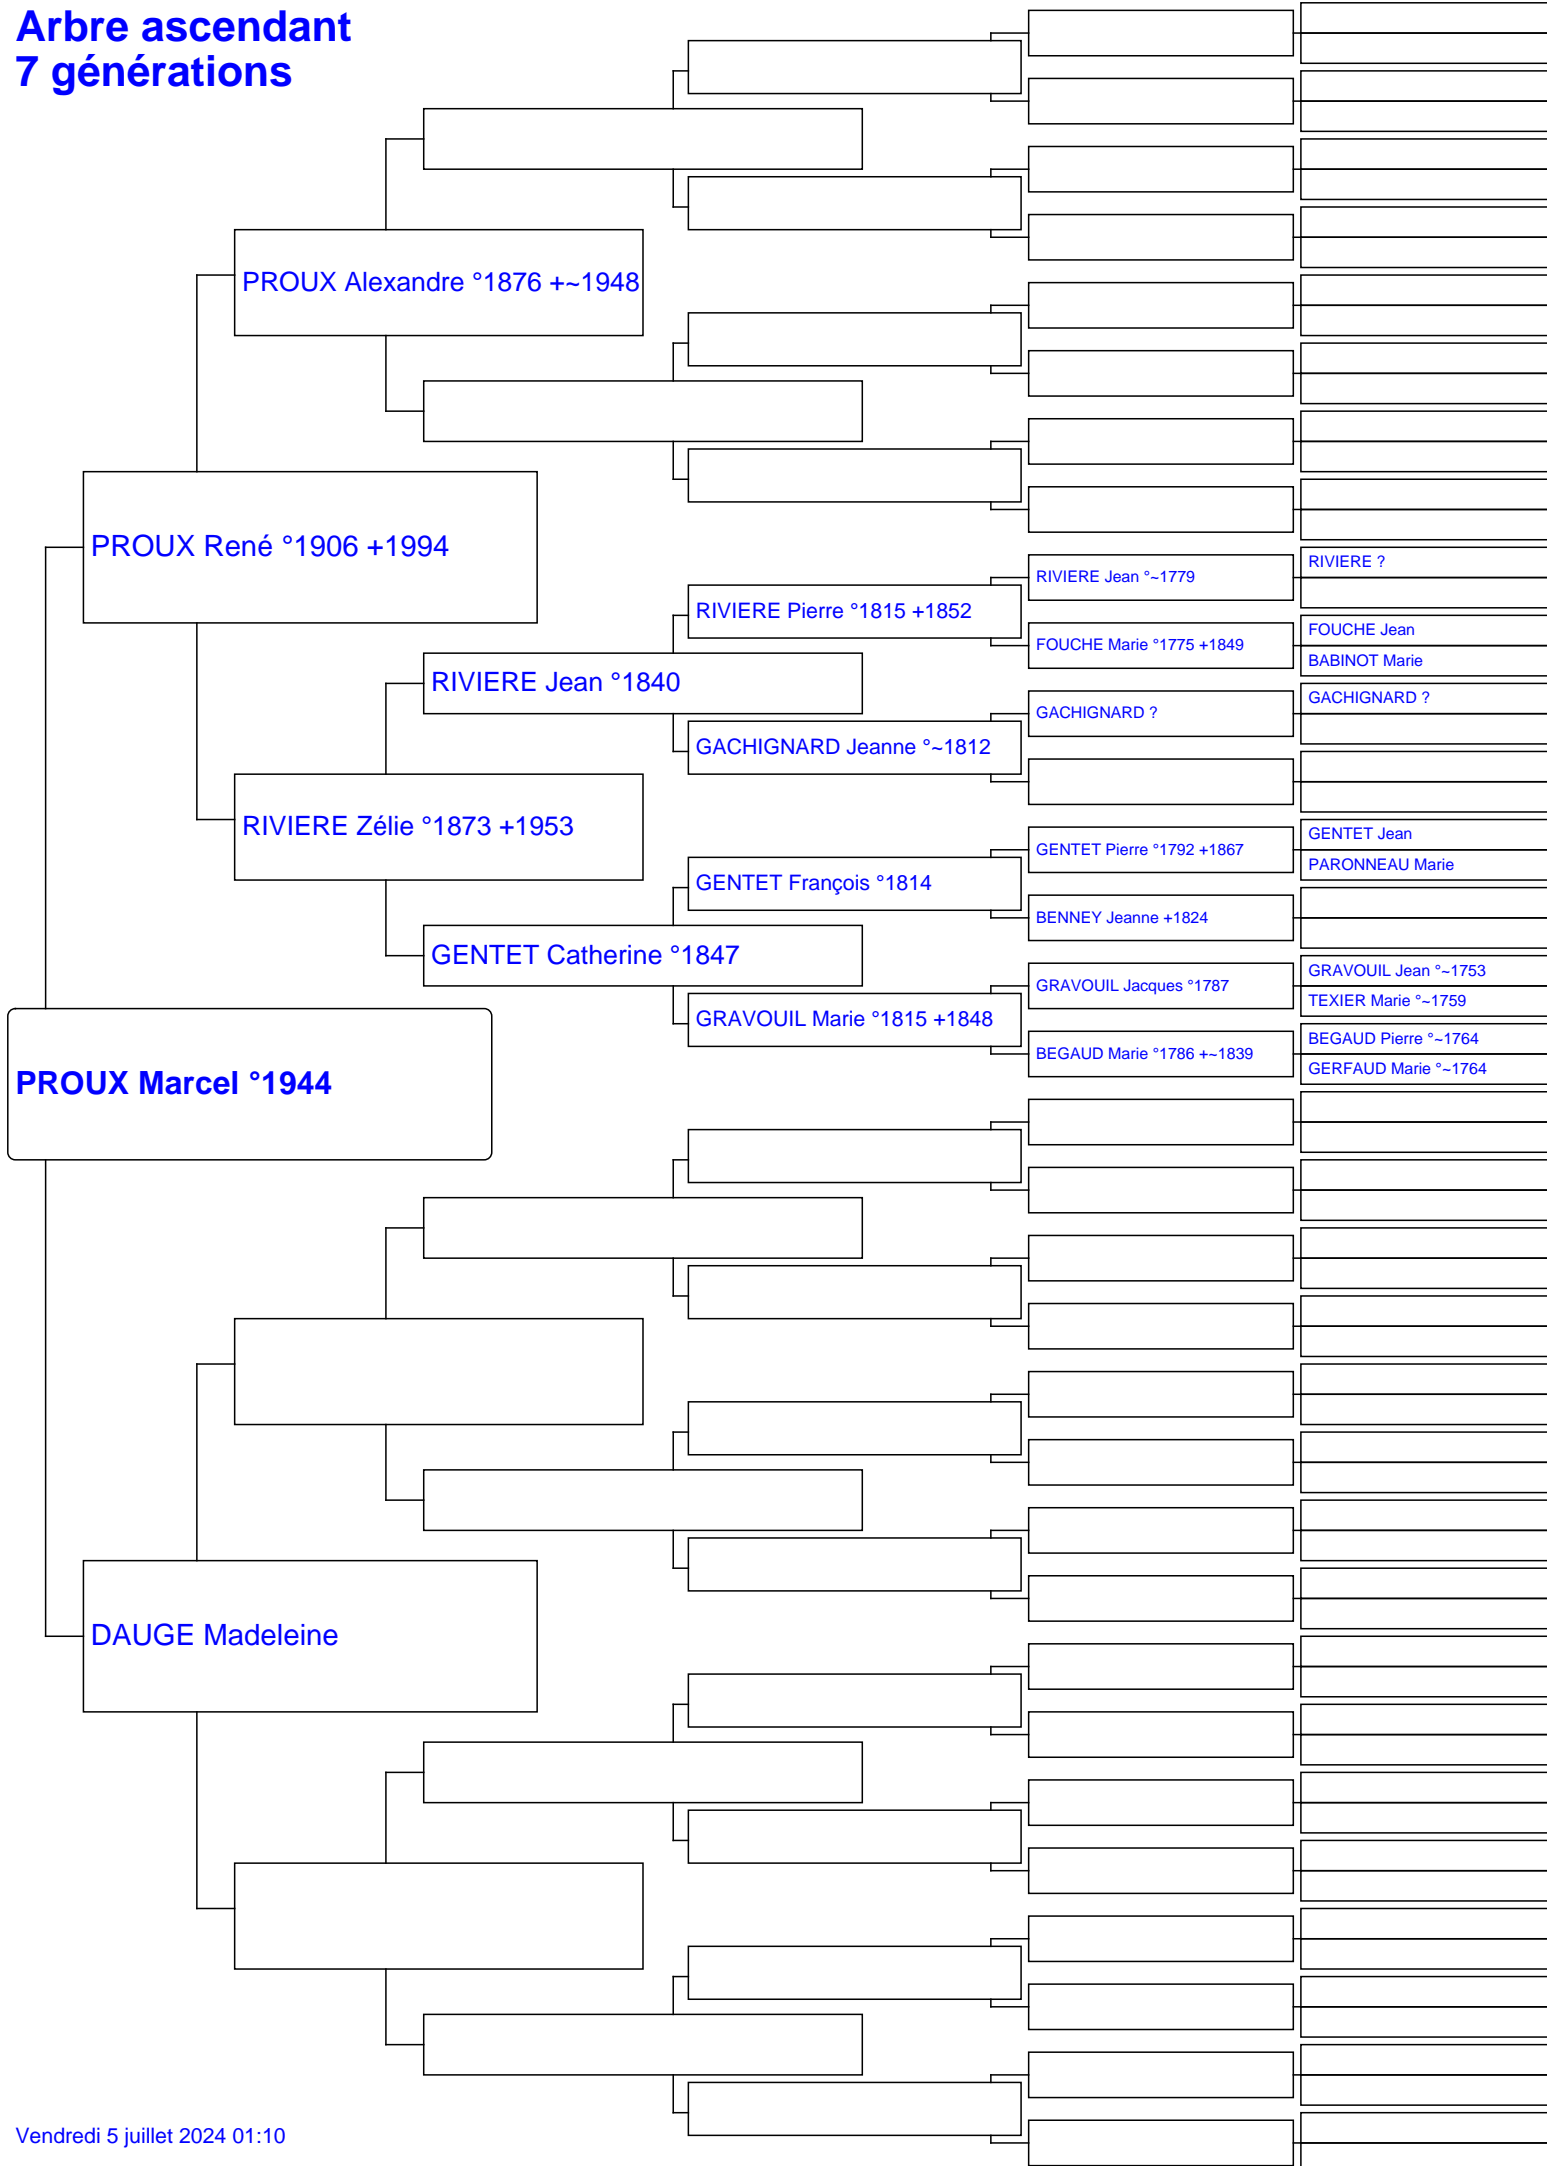 Arbre ascendant
7 générations
PROUX Alexandre °1876 +~1948
PROUX René °1906 +1994
RIVIERE Jean °~1779
RIVIERE ?
RIVIERE Pierre °1815 +1852
FOUCHE Marie °1775 +1849
FOUCHE Jean
BABINOT Marie
RIVIERE Jean °1840
GACHIGNARD ?
GACHIGNARD ?
GACHIGNARD Jeanne °~1812
RIVIERE Zélie °1873 +1953
GENTET Pierre °1792 +1867
GENTET Jean
PARONNEAU Marie
GENTET François °1814
BENNEY Jeanne +1824
GENTET Catherine °1847
GRAVOUIL Jacques °1787
GRAVOUIL Jean °~1753
TEXIER Marie °~1759
GRAVOUIL Marie °1815 +1848
BEGAUD Marie °1786 +~1839
BEGAUD Pierre °~1764
GERFAUD Marie °~1764
PROUX Marcel °1944
DAUGE Madeleine
Vendredi 5 juillet 2024 01:10